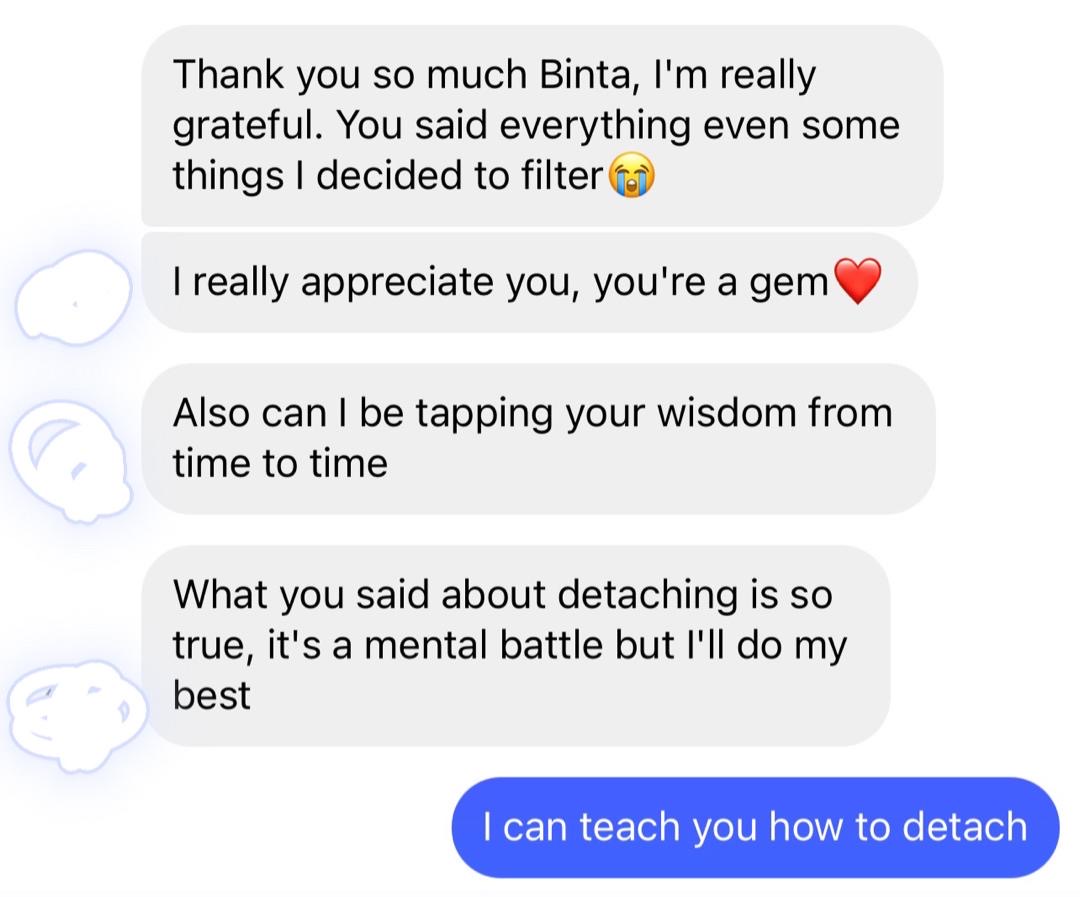 Thank you so much Binta, I'm really
grateful. You said everything even some
things I decided to filter😭
I really appreciate you, you're a gem❤️
Also can I be tapping your wisdom from
time to time
What you said about detaching is so
true, it's a mental battle but I'll do my
best
I can teach you how to detach